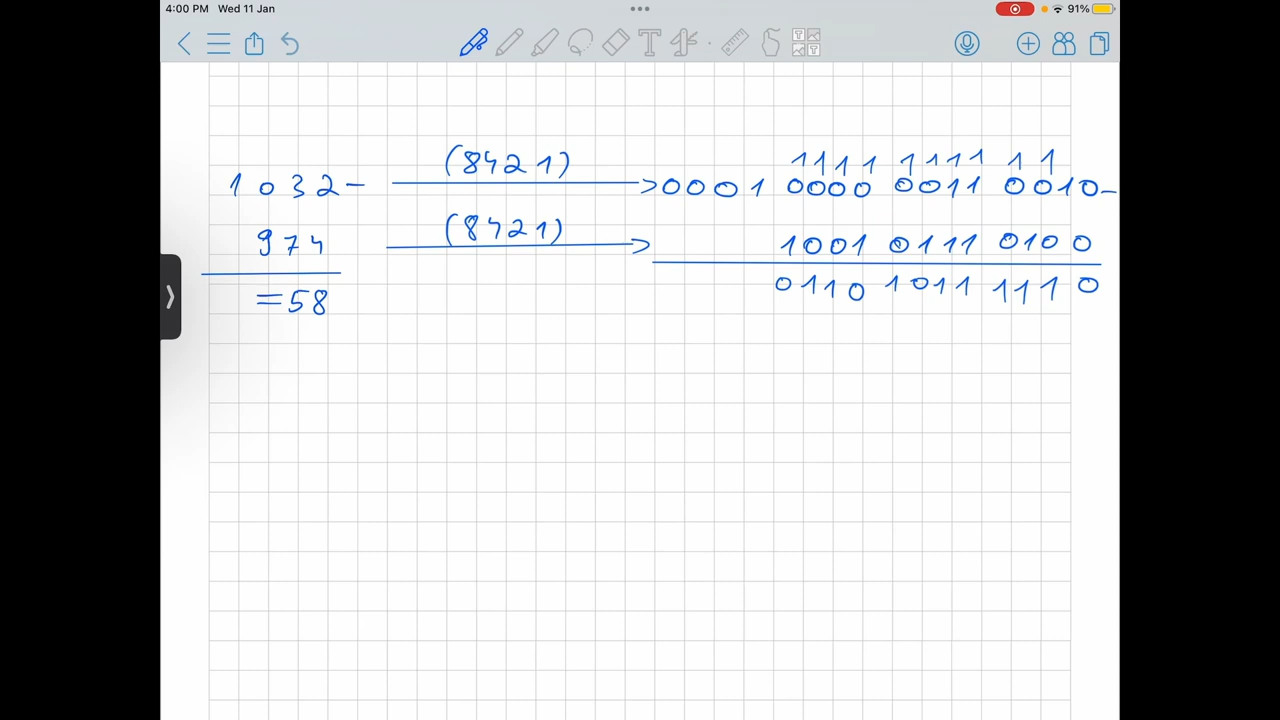 4:00 PM Wed 11 Jan 91%
(8421) 1111 1111 11
1032- 0001 0000 0011 0010-
(8421)
974 1001 0111 0100
=58 0110 1011 1110